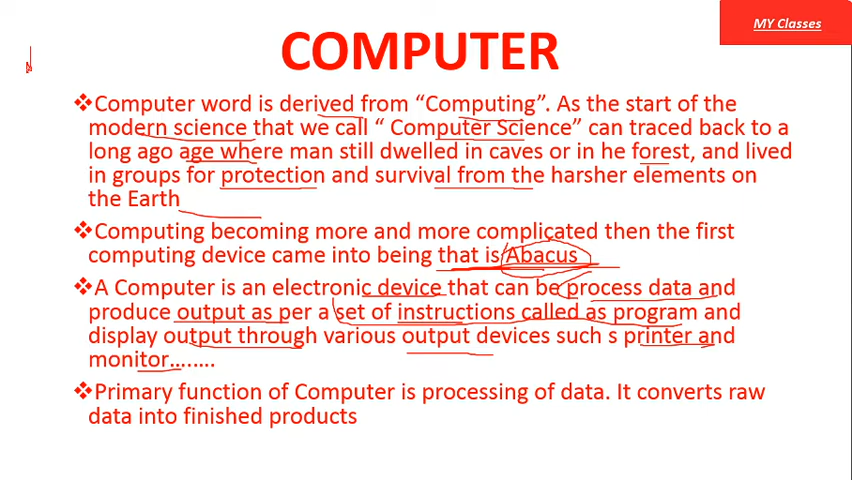 MY Classes
COMPUTER
❖Computer word is derived from “Computing”. As the start of the
modern science that we call “ Computer Science” can traced back to a
long ago age where man still dwelled in caves or in he forest, and lived
in groups for protection and survival from the harsher elements on
the Earth
❖Computing becoming more and more complicated then the first
computing device came into being that is Abacus
❖A Computer is an electronic device that can be process data and
produce output as per a set of instructions called as program and
display output through various output devices such s printer and
monitor…....…
❖Primary function of Computer is processing of data. It converts raw
data into finished products